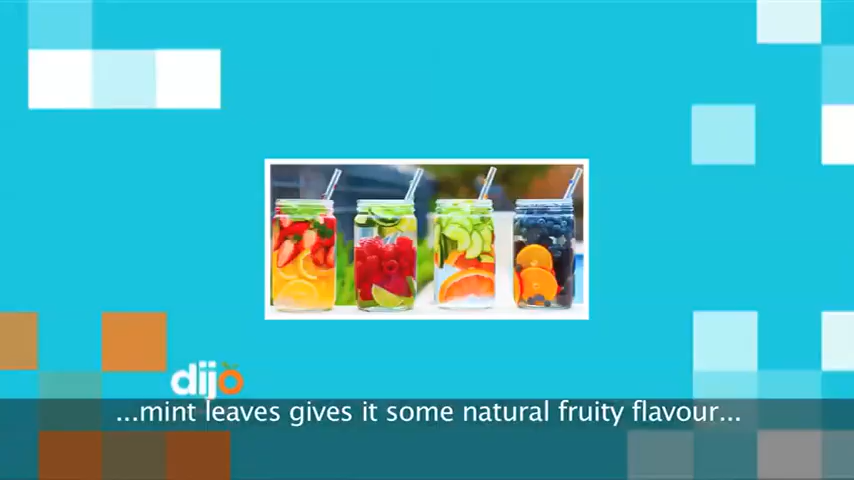 dijo
...mint leaves gives it some natural fruity flavour...